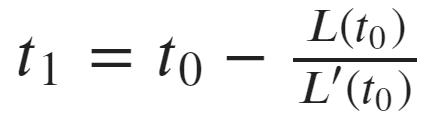 t₁ = t₀ − L(t₀) / L′(t₀)